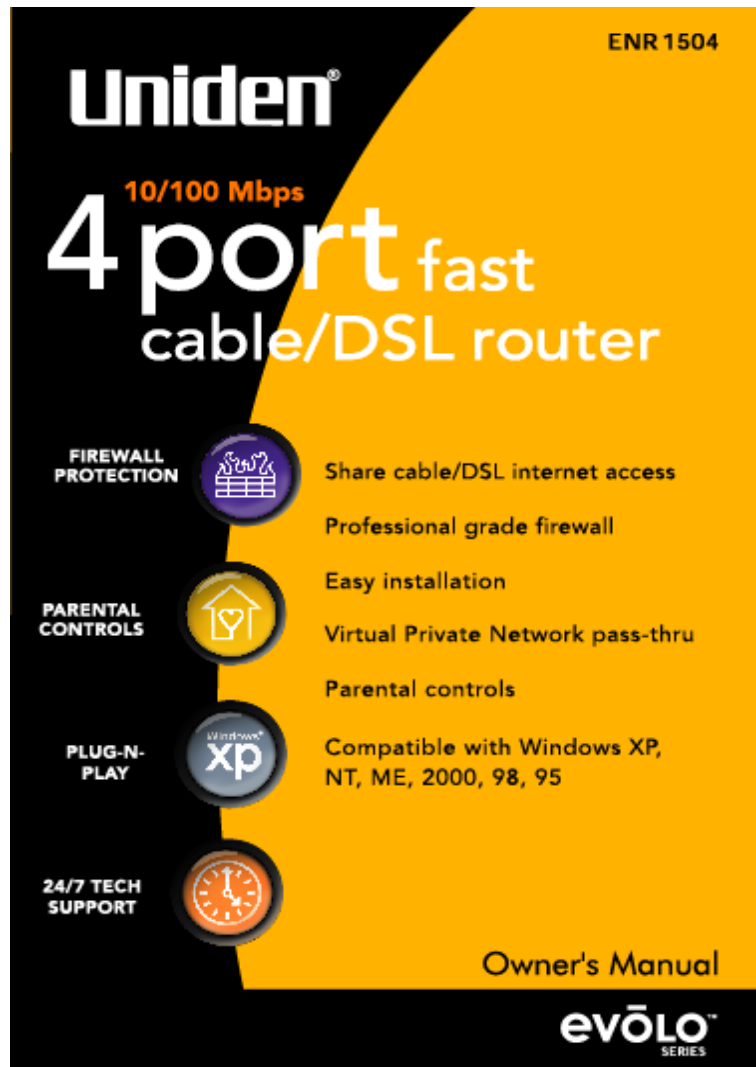 ENR 1504
Uniden®
10/100 Mbps
4 port fast
cable/DSL router
FIREWALL
PROTECTION
Share cable/DSL internet access
Professional grade firewall
Easy installation
PARENTAL
CONTROLS
Virtual Private Network pass-thru
Parental controls
PLUG-N-
PLAY
Windows®
xp
Compatible with Windows XP,
NT, ME, 2000, 98, 95
24/7 TECH
SUPPORT
Owner's Manual
evōLO™
SERIES